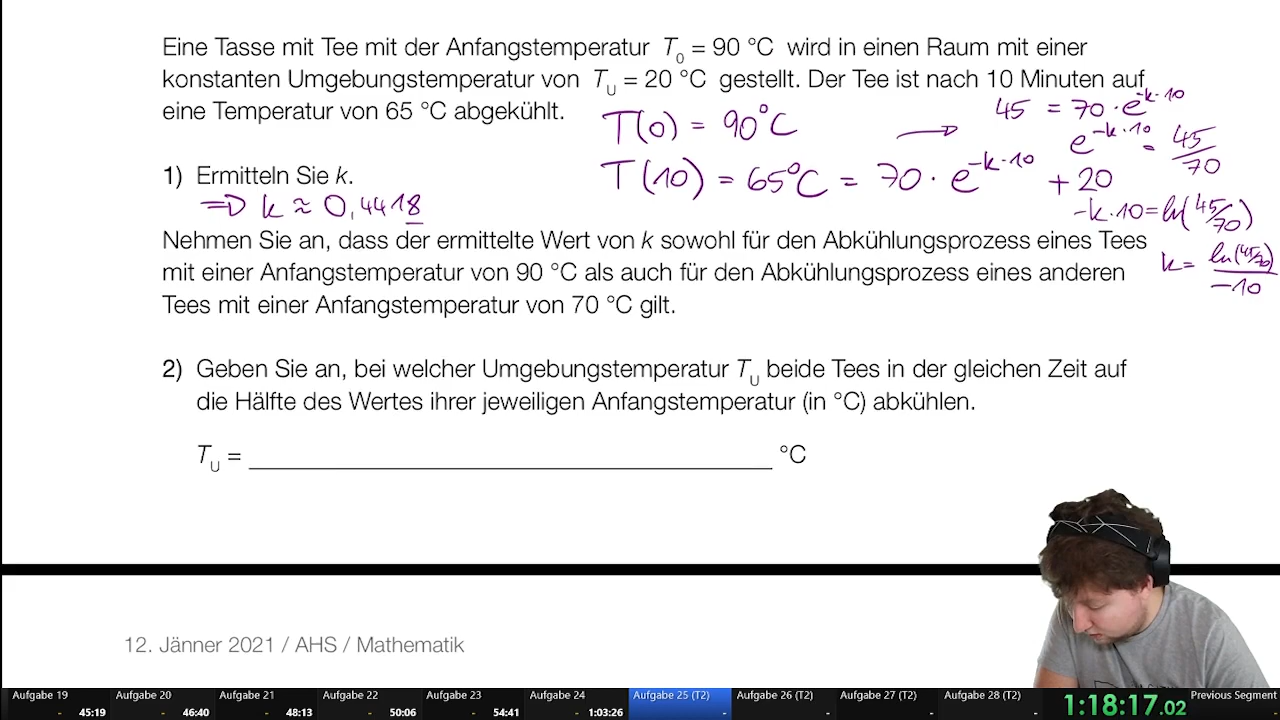 Eine Tasse mit Tee mit der Anfangstemperatur T₀ = 90 °C wird in einen Raum mit einer
konstanten Umgebungstemperatur von T_U = 20 °C gestellt. Der Tee ist nach 10 Minuten auf
eine Temperatur von 65 °C abgekühlt.
T(0) = 90°C
T(10) = 65°C = 70 · e^(-k·10) + 20
→ 45 = 70 · e^(-k·10)
e^(-k·10) = 45/70
-k·10 = ln(45/70)
k = ln(45/70)/-10
1) Ermitteln Sie k.
⇒ k ≈ 0,4418
Nehmen Sie an, dass der ermittelte Wert von k sowohl für den Abkühlungsprozess eines Tees
mit einer Anfangstemperatur von 90 °C als auch für den Abkühlungsprozess eines anderen
Tees mit einer Anfangstemperatur von 70 °C gilt.
2) Geben Sie an, bei welcher Umgebungstemperatur T_U beide Tees in der gleichen Zeit auf
die Hälfte des Wertes ihrer jeweiligen Anfangstemperatur (in °C) abkühlen.
T_U = ______________ °C
12. Jänner 2021 / AHS / Mathematik
Aufgabe 19 Aufgabe 20 Aufgabe 21 Aufgabe 22 Aufgabe 23 Aufgabe 24 Aufgabe 25 (T2) Aufgabe 26 (T2) Aufgabe 27 (T2) Aufgabe 28 (T2) 1:18:17.02 Previous Segment
- 45:19 - 46:40 - 48:13 - 50:06 - 54:41 - 1:03:26 - - - - -